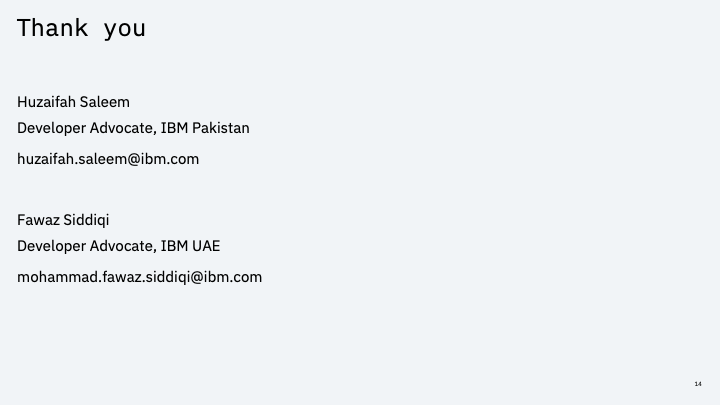 Thank you
Huzaifah Saleem
Developer Advocate, IBM Pakistan
huzaifah.saleem@ibm.com
Fawaz Siddiqi
Developer Advocate, IBM UAE
mohammad.fawaz.siddiqi@ibm.com
14